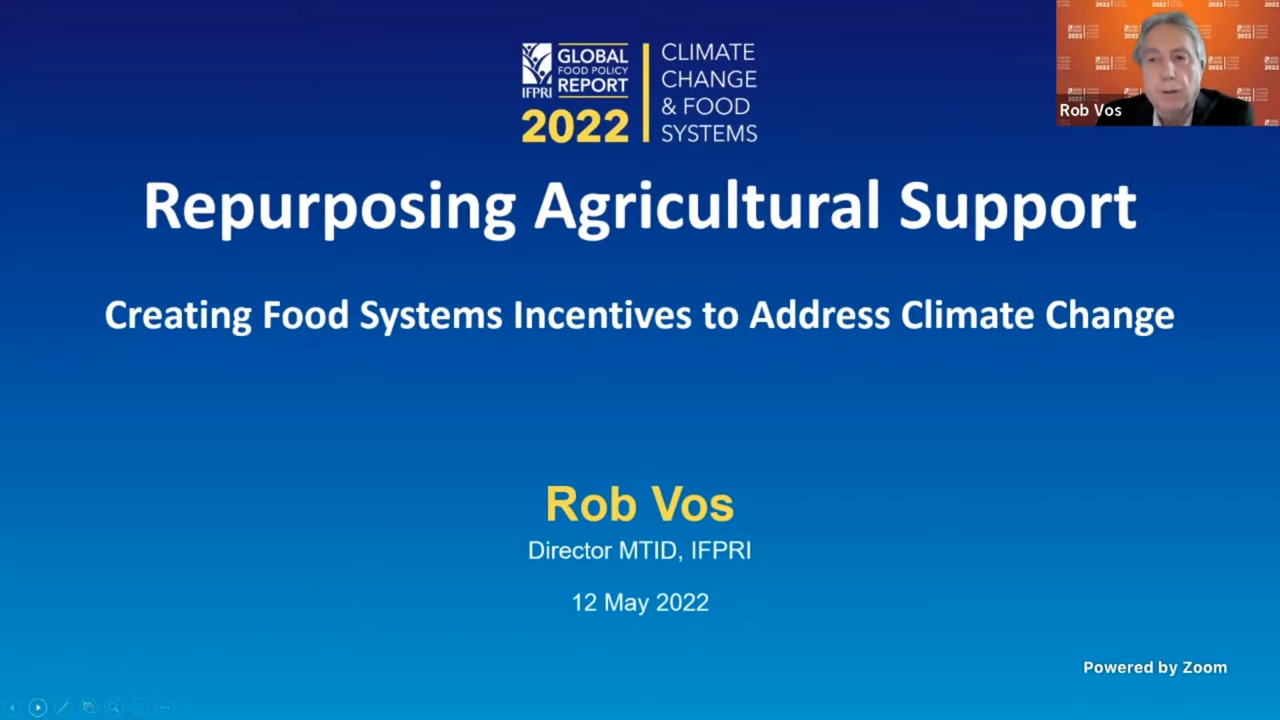 IFPRI
GLOBAL
FOOD POLICY
REPORT
2022
CLIMATE
CHANGE
& FOOD
SYSTEMS
Rob Vos
Repurposing Agricultural Support
Creating Food Systems Incentives to Address Climate Change
Rob Vos
Director MTID, IFPRI
12 May 2022
Powered by Zoom